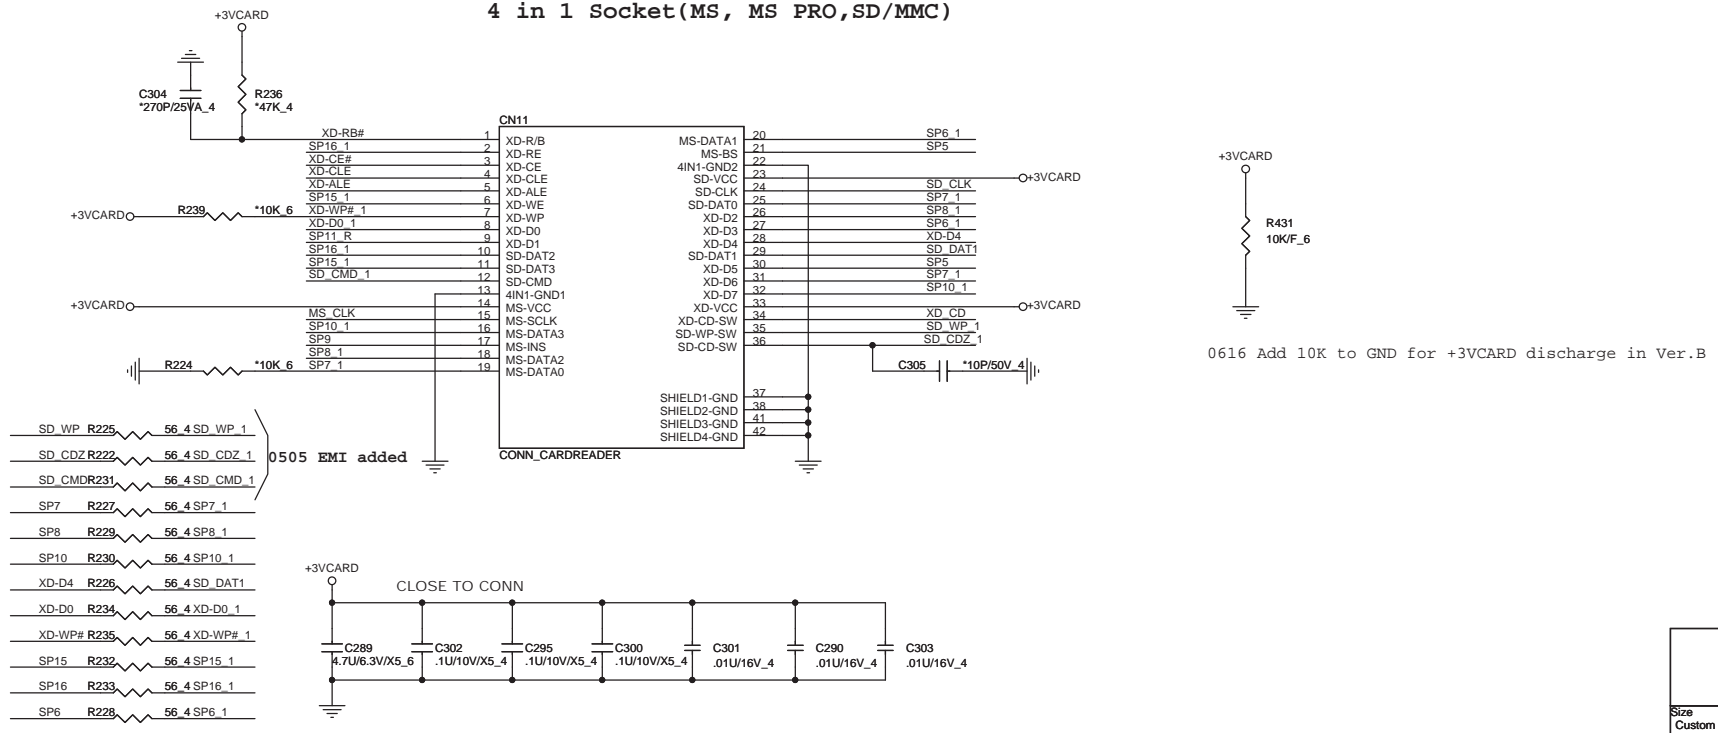 4 in 1 Socket(MS, MS PRO,SD/MMC)
+3VCARD
C304
*270P/25VA_4
R236
*47K_4
CN11
XD-RB# 1 XD-R/B
SP16_1 2 XD-RE
XD-CE# 3 XD-CE
XD-CLE 4 XD-CLE
XD-ALE 5 XD-ALE
SP15_1 6 XD-WE
+3VCARD R239 *10K_6 XD-WP#_1 7 XD-WP
XD-D0_1 8 XD-D0
SP11_R 9 XD-D1
SP16_1 10 SD-DAT2
SP15_1 11 SD-DAT3
SD_CMD_1 12 SD-CMD
13 4IN1-GND1
+3VCARD 14 MS-VCC
MS_CLK 15 MS-SCLK
SP10_1 16 MS-DATA3
SP9 17 MS-INS
SP8_1 18 MS-DATA2
R224 *10K_6 SP7_1 19 MS-DATA0
MS-DATA1 20 SP6_1
MS-BS 21 SP5
4IN1-GND2 22
SD-VCC 23 +3VCARD
SD-CLK 24 SD_CLK
SD-DAT0 25 SP7_1
XD-D2 26 SP8_1
XD-D3 27 SP6_1
XD-D4 28 XD-D4
SD-DAT1 29 SD_DAT1
XD-D5 30 SP5
XD-D6 31 SP7_1
XD-D7 32 SP10_1
XD-VCC 33 +3VCARD
XD-CD-SW 34 XD_CD
SD-WP-SW 35 SD_WP_1
SD-CD-SW 36 SD_CDZ_1
C305 *10P/50V_4
SHIELD1-GND 37
SHIELD2-GND 38
SHIELD3-GND 41
SHIELD4-GND 42
CONN_CARDREADER
+3VCARD
R431
10K/F_6
0616 Add 10K to GND for +3VCARD discharge in Ver.B
SD_WP R225 56_4 SD_WP_1
SD_CDZ R222 56_4 SD_CDZ_1
0505 EMI added
SD_CMD R231 56_4 SD_CMD_1
SP7 R227 56_4 SP7_1
SP8 R229 56_4 SP8_1
SP10 R230 56_4 SP10_1
XD-D4 R226 56_4 SD_DAT1
XD-D0 R234 56_4 XD-D0_1
XD-WP# R235 56_4 XD-WP#_1
SP15 R232 56_4 SP15_1
SP16 R233 56_4 SP16_1
SP6 R228 56_4 SP6_1
+3VCARD
CLOSE TO CONN
C289 C302 C295 C300 C301 C290 C303
4.7U/6.3V/X5_6 .1U/10V/X5_4 .1U/10V/X5_4 .1U/10V/X5_4 .01U/16V_4 .01U/16V_4 .01U/16V_4
Size
Custom